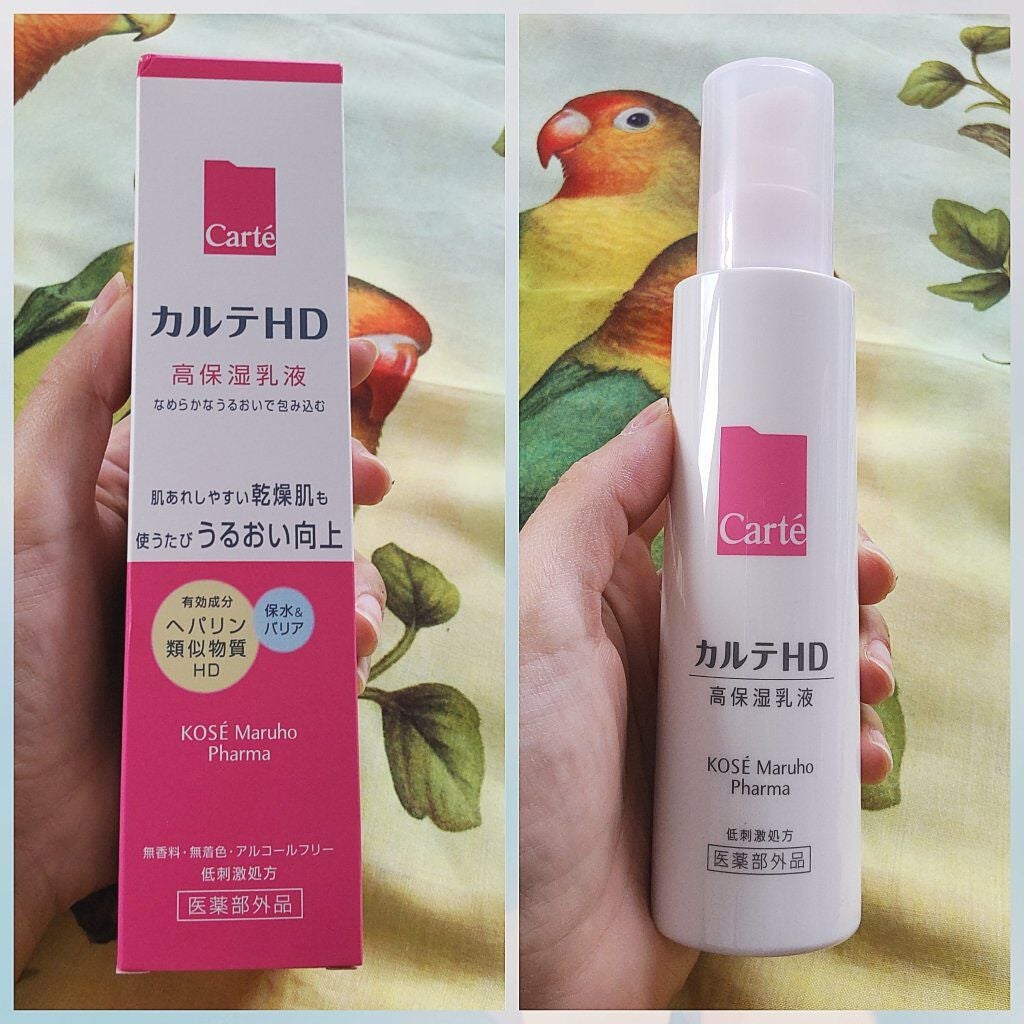 Carté
カルテHD
高保湿乳液
なめらかなうるおいで包み込む
肌あれしやすい乾燥肌も
使うたびうるおい向上
有効成分
ヘパリン
類似物質
HD
保水&
バリア
KOSÉ Maruho
Pharma
無香料・無着色・アルコールフリー
低刺激処方
医薬部外品
Carté
カルテHD
高保湿乳液
KOSÉ Maruho
Pharma
低刺激処方
医薬部外品